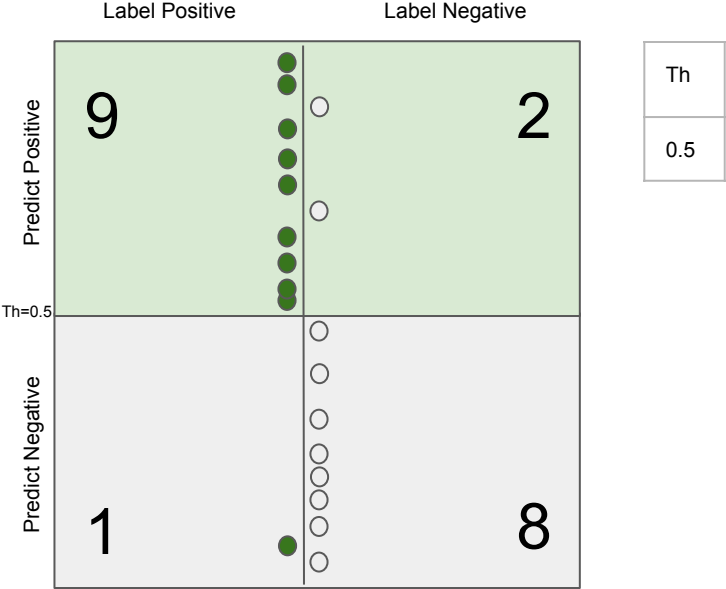 Label Positive
Label Negative
Th
9
2
Predict Positive
0.5
Th=0.5
Predict Negative
1
8